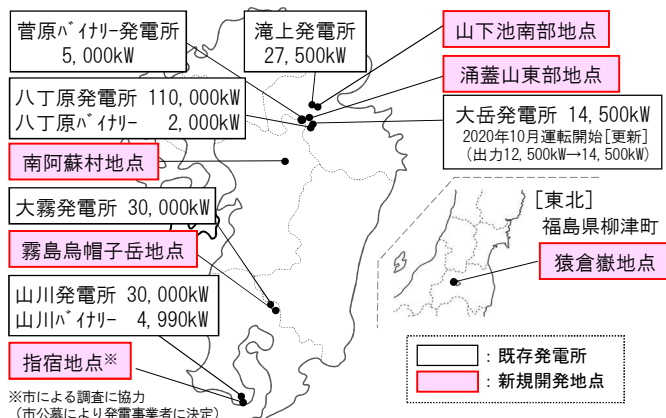 菅原ﾊﾞｲﾅﾘｰ発電所
5,000kW
滝上発電所
27,500kW
山下池南部地点
涌蓋山東部地点
八丁原発電所 110,000kW
八丁原ﾊﾞｲﾅﾘｰ 2,000kW
大岳発電所 14,500kW
2020年10月運転開始[更新]
（出力12,500kW→14,500kW）
南阿蘇村地点
大霧発電所 30,000kW
霧島烏帽子岳地点
山川発電所 30,000kW
山川ﾊﾞｲﾅﾘｰ 4,990kW
指宿地点※
※市による調査に協力
（市公募により発電事業者に決定）
[東北]
福島県柳津町
猿倉嶽地点
：既存発電所
：新規開発地点